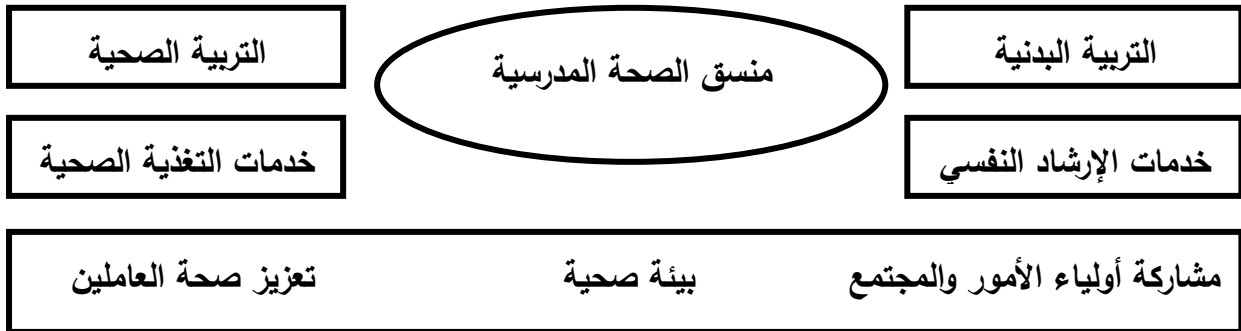 التربية البدنية
منسق الصحة المدرسية
التربية الصحية
خدمات الإرشاد النفسي
خدمات التغذية الصحية
مشاركة أولياء الأمور والمجتمع بيئة صحية تعزيز صحة العاملين